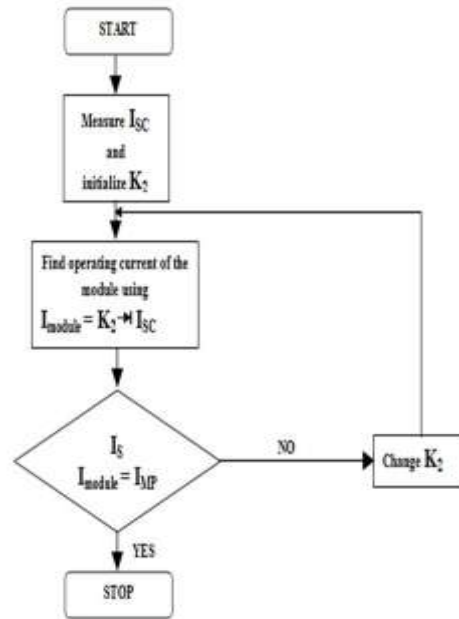 START
Measure I_SC
and
initialize K_2
Find operating current of the
module using
I_module = K_2 ➔ I_SC
I_S
I_module = I_MP
NO
Change K_2
YES
STOP